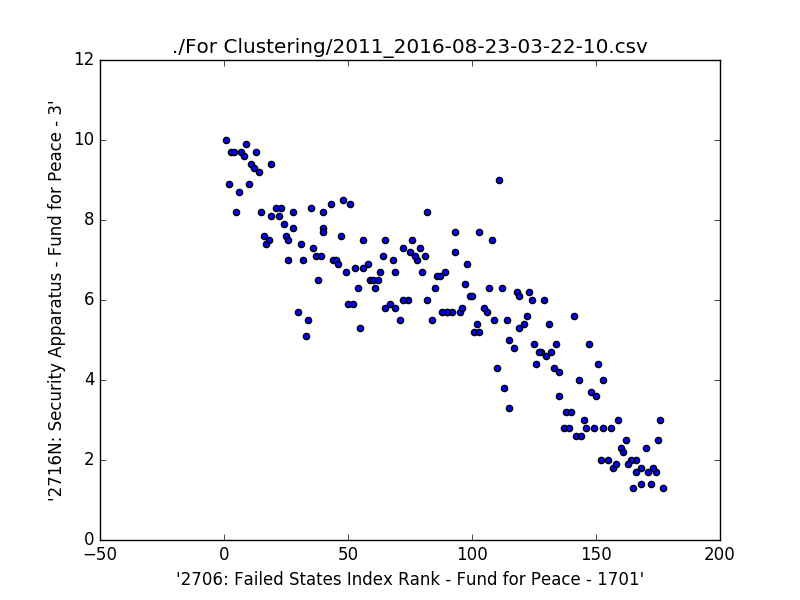 ./For Clustering/2011_2016-08-23-03-22-10.csv
12
10
8
6
4
2
0
'2716N: Security Apparatus - Fund for Peace - 3'
−50 0 50 100 150 200
'2706: Failed States Index Rank - Fund for Peace - 1701'